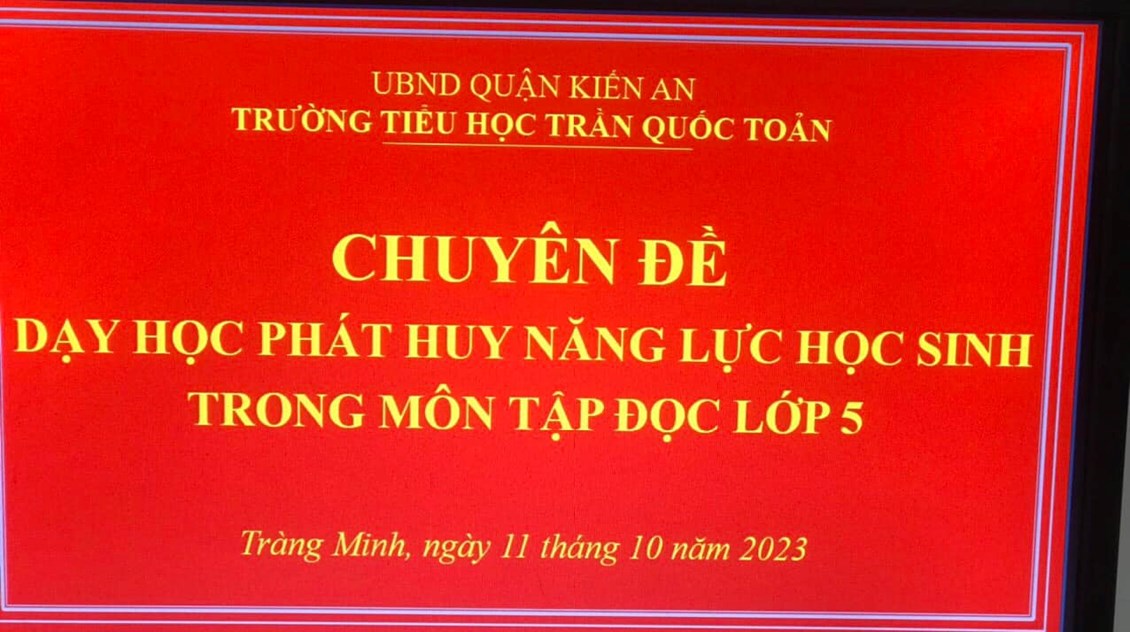 UBND QUẬN KIẾN AN
TRƯỜNG TIỂU HỌC TRẦN QUỐC TOẢN
CHUYÊN ĐỀ
DẠY HỌC PHÁT HUY NĂNG LỰC HỌC SINH
TRONG MÔN TẬP ĐỌC LỚP 5
Tràng Minh, ngày 11 tháng 10 năm 2023